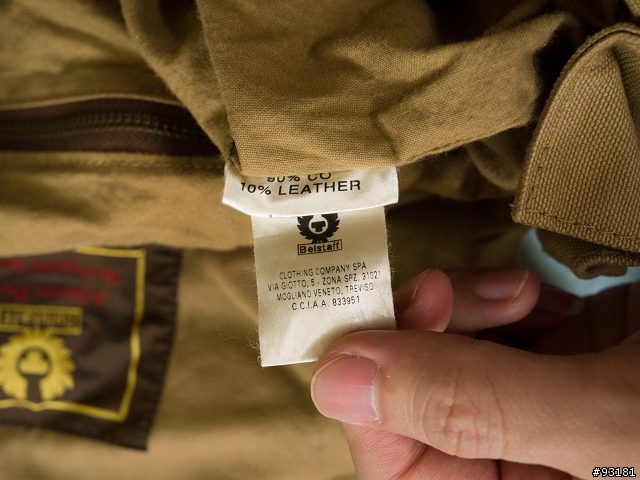 90% CO
10% LEATHER
Belstaff
CLOTHING COMPANY SPA
VIA GIOTTO, 5 - ZONA SPZ, 31021
MOGLIANO VENETO, TREVISO
C.C.I.A.A. 833951
#93181